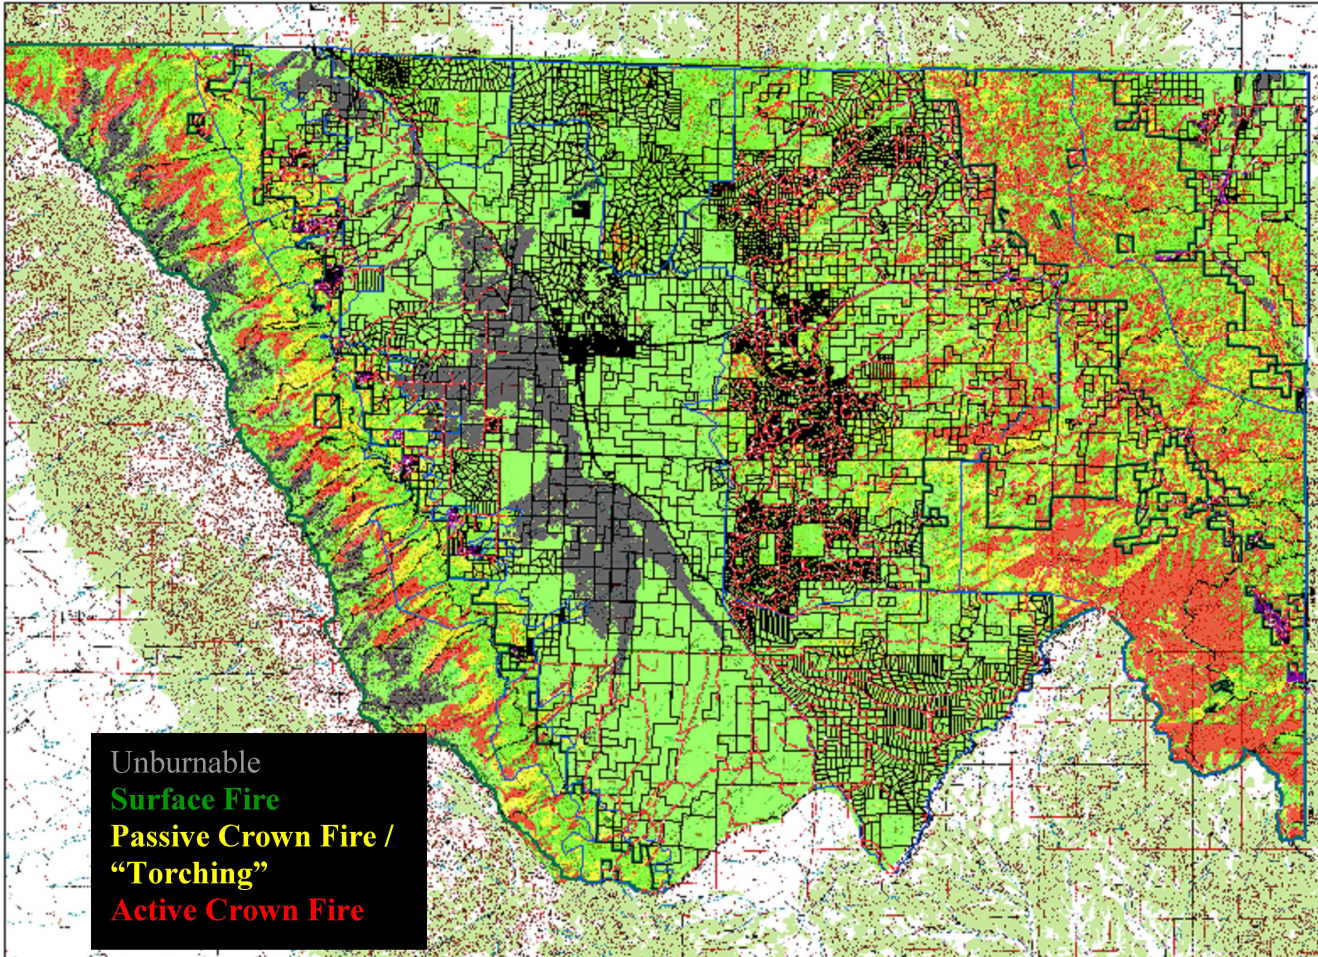 Unburnable
Surface Fire
Passive Crown Fire /
“Torching”
Active Crown Fire